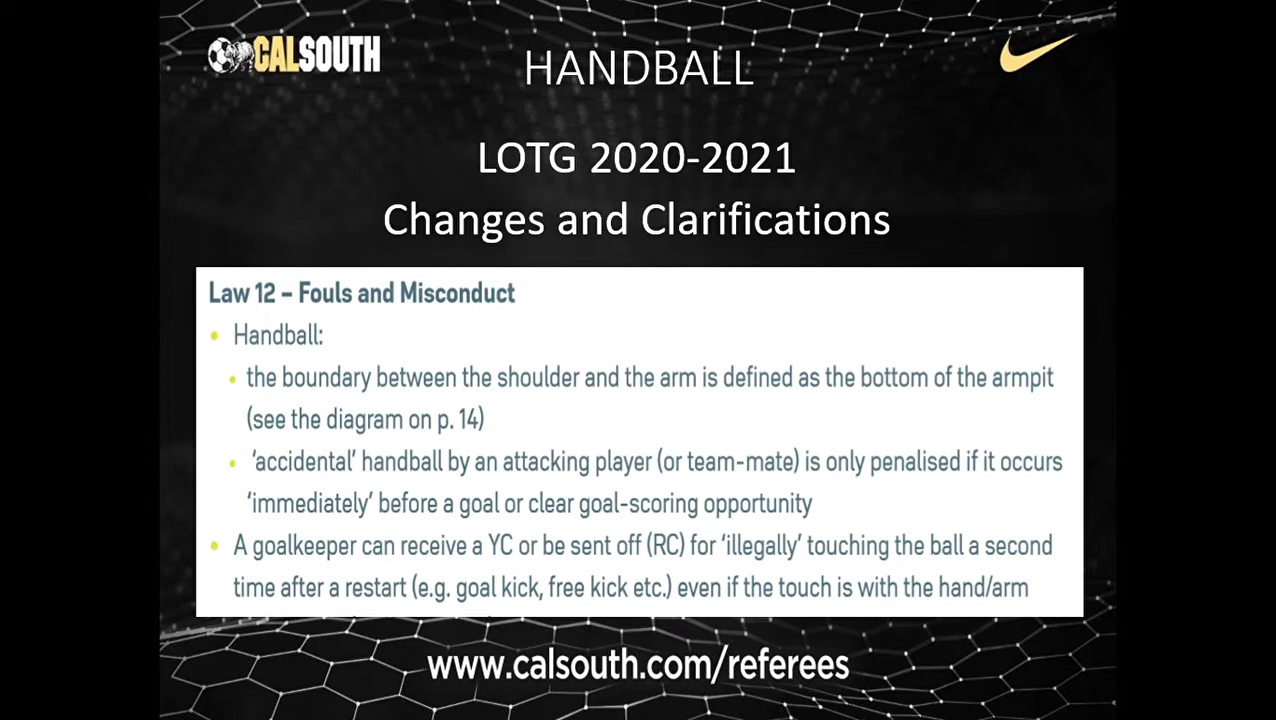 CALSOUTH
HANDBALL
LOTG 2020-2021
Changes and Clarifications
Law 12 – Fouls and Misconduct
• Handball:
• the boundary between the shoulder and the arm is defined as the bottom of the armpit
(see the diagram on p. 14)
• ‘accidental’ handball by an attacking player (or team-mate) is only penalised if it occurs
‘immediately’ before a goal or clear goal-scoring opportunity
• A goalkeeper can receive a YC or be sent off (RC) for ‘illegally’ touching the ball a second
time after a restart (e.g. goal kick, free kick etc.) even if the touch is with the hand/arm
www.calsouth.com/referees